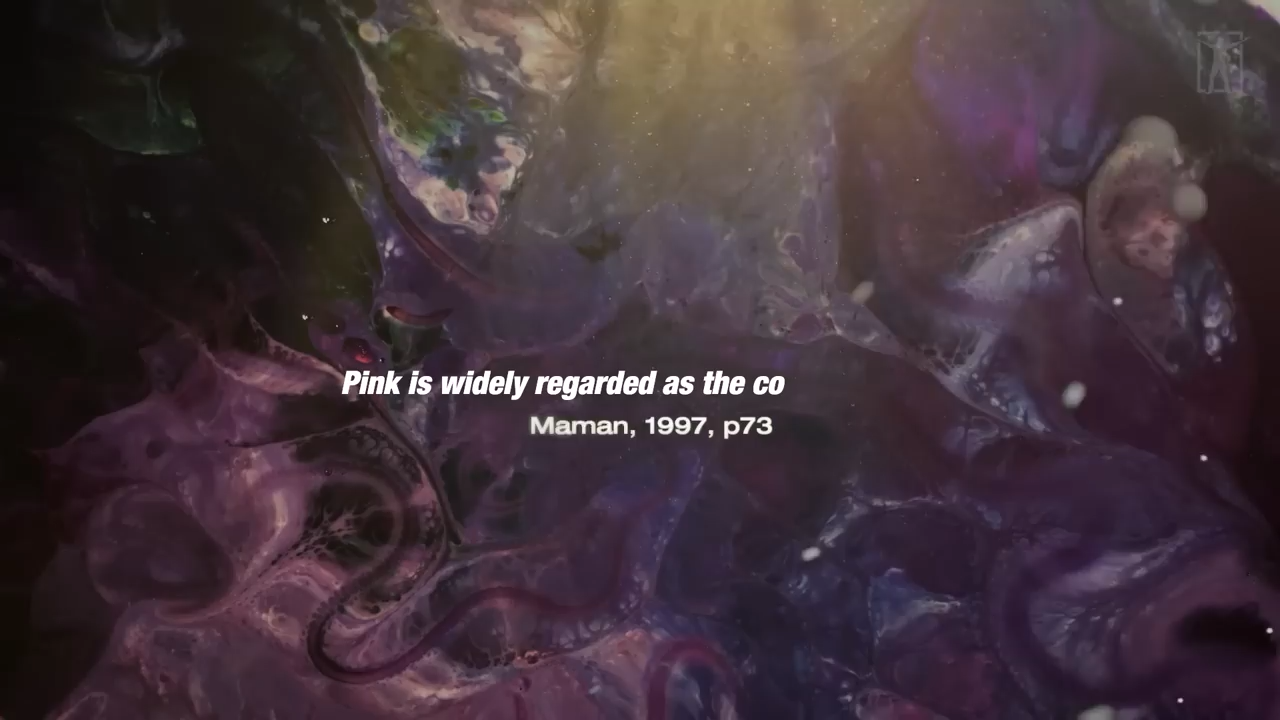 Pink is widely regarded as the co
Maman, 1997, p73